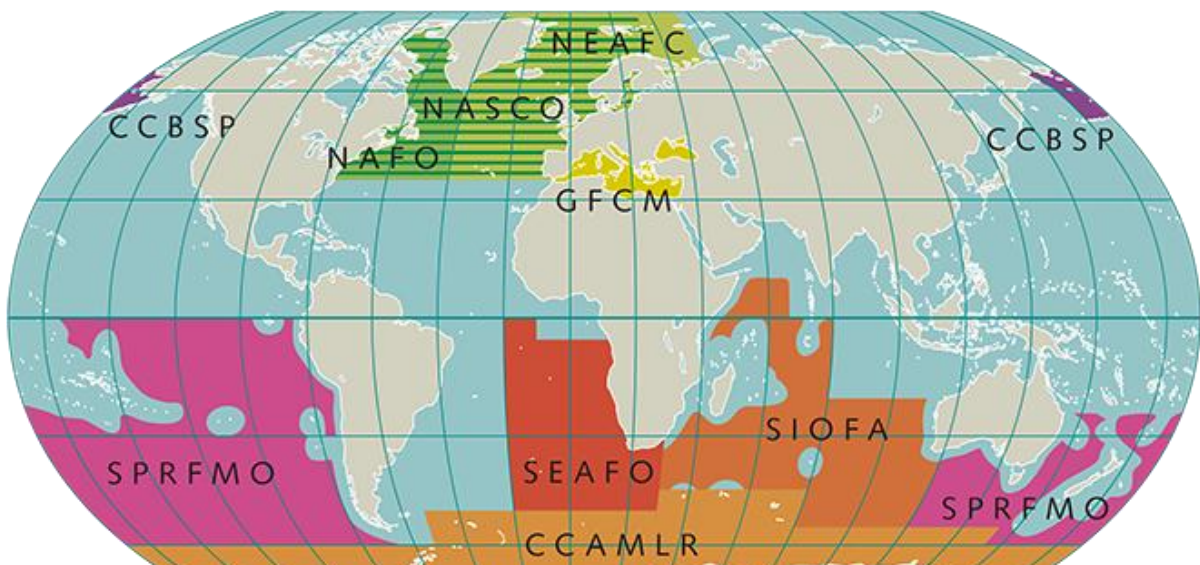 NEAFC
NASCO
CCBSP
CCBSP
NAFO
GFCM
SIOFA
SPRFMO
SEAFO
SPRFMO
CCAMLR